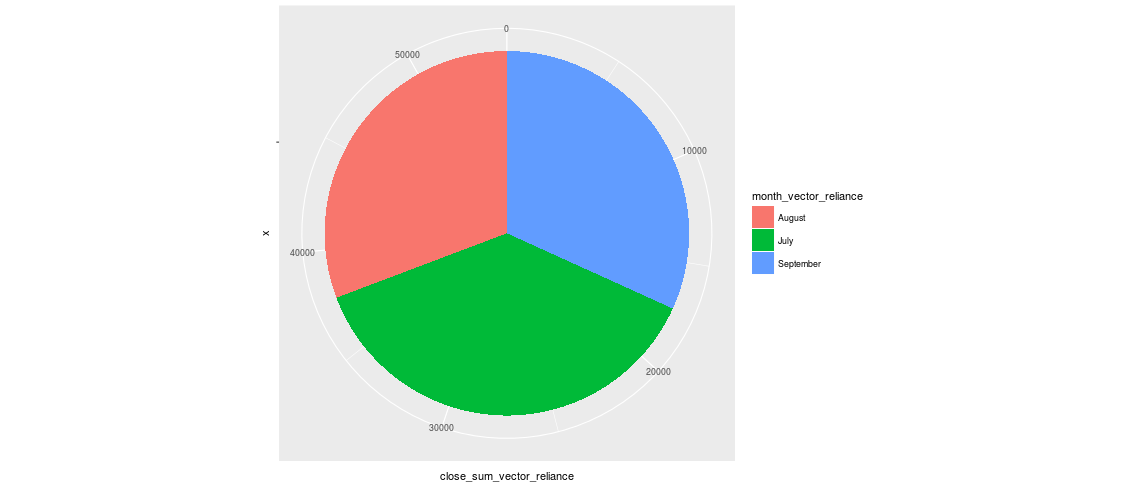 0
50000
10000
40000
20000
30000
x
close_sum_vector_reliance
month_vector_reliance
August
July
September